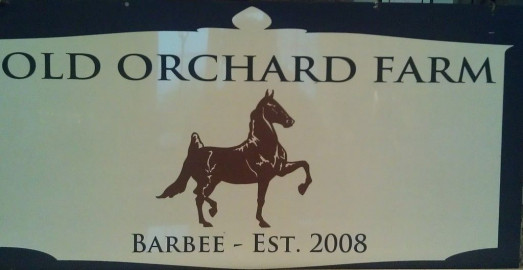 OLD ORCHARD FARM
BARBEE - EST. 2008